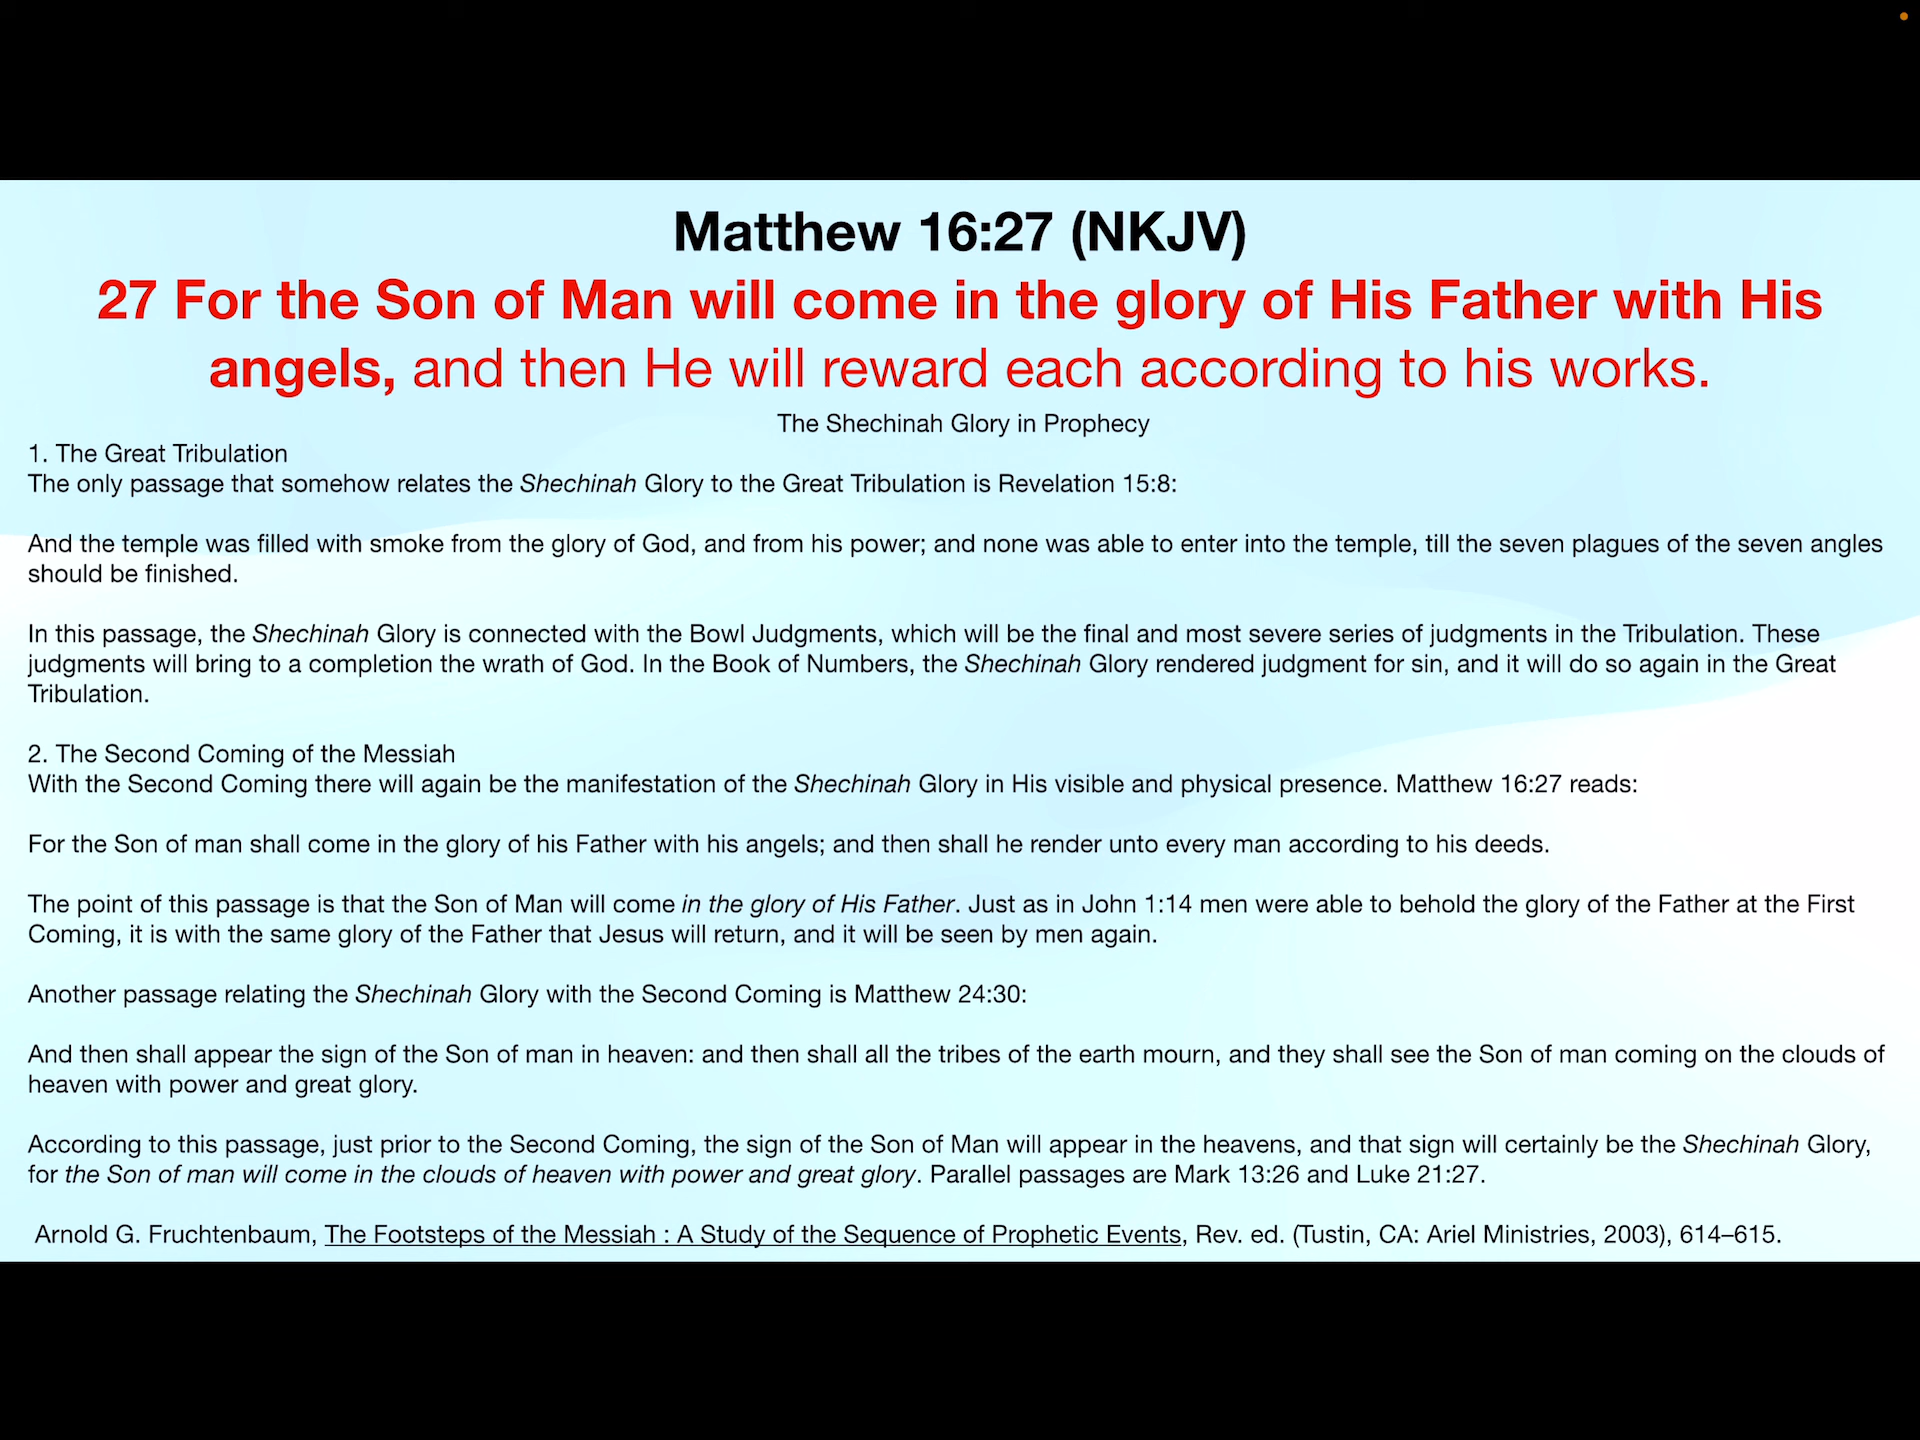 Matthew 16:27 (NKJV)
27 For the Son of Man will come in the glory of His Father with His
angels, and then He will reward each according to his works.
The Shechinah Glory in Prophecy
1. The Great Tribulation
The only passage that somehow relates the Shechinah Glory to the Great Tribulation is Revelation 15:8:
And the temple was filled with smoke from the glory of God, and from his power; and none was able to enter into the temple, till the seven plagues of the seven angles
should be finished.
In this passage, the Shechinah Glory is connected with the Bowl Judgments, which will be the final and most severe series of judgments in the Tribulation. These
judgments will bring to a completion the wrath of God. In the Book of Numbers, the Shechinah Glory rendered judgment for sin, and it will do so again in the Great
Tribulation.
2. The Second Coming of the Messiah
With the Second Coming there will again be the manifestation of the Shechinah Glory in His visible and physical presence. Matthew 16:27 reads:
For the Son of man shall come in the glory of his Father with his angels; and then shall he render unto every man according to his deeds.
The point of this passage is that the Son of Man will come in the glory of His Father. Just as in John 1:14 men were able to behold the glory of the Father at the First
Coming, it is with the same glory of the Father that Jesus will return, and it will be seen by men again.
Another passage relating the Shechinah Glory with the Second Coming is Matthew 24:30:
And then shall appear the sign of the Son of man in heaven: and then shall all the tribes of the earth mourn, and they shall see the Son of man coming on the clouds of
heaven with power and great glory.
According to this passage, just prior to the Second Coming, the sign of the Son of Man will appear in the heavens, and that sign will certainly be the Shechinah Glory,
for the Son of man will come in the clouds of heaven with power and great glory. Parallel passages are Mark 13:26 and Luke 21:27.
Arnold G. Fruchtenbaum, The Footsteps of the Messiah : A Study of the Sequence of Prophetic Events, Rev. ed. (Tustin, CA: Ariel Ministries, 2003), 614–615.